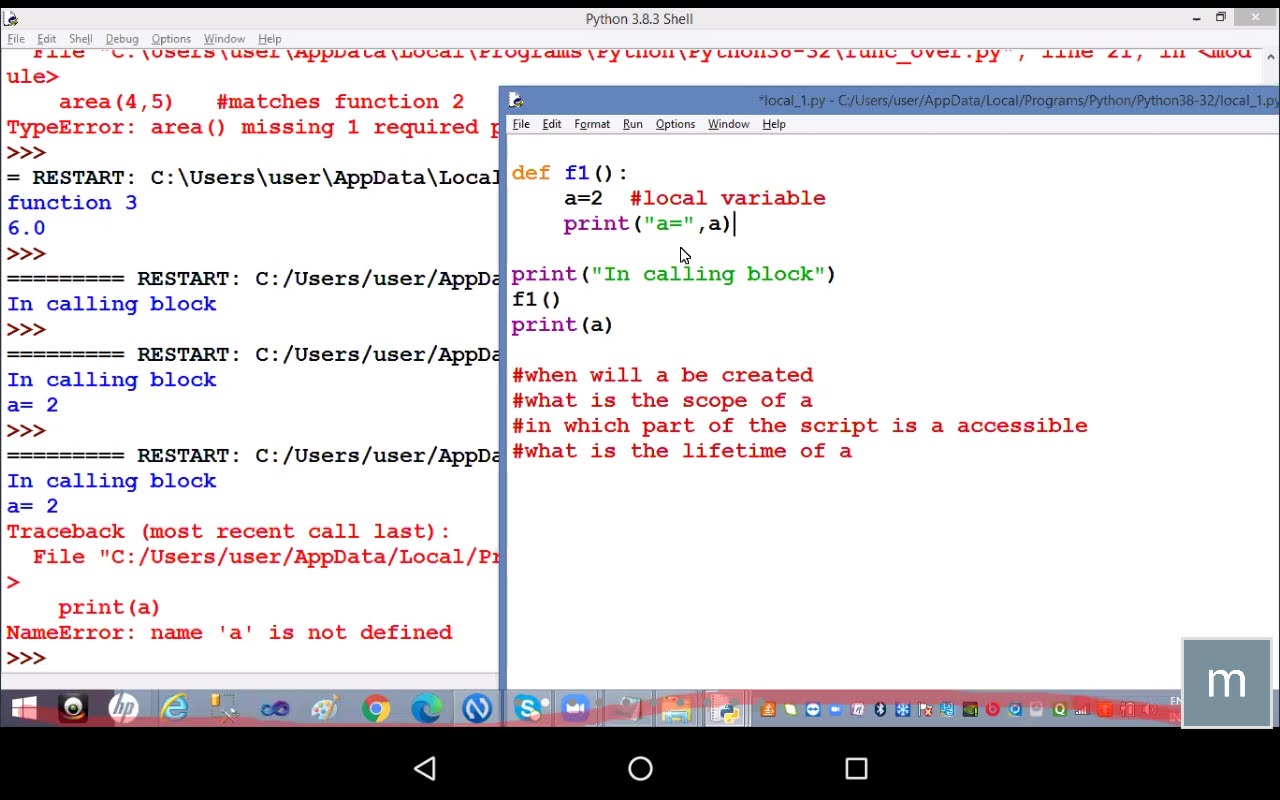 Python 3.8.3 Shell
File Edit Shell Debug Options Window Help
File "C:\Users\user\AppData\Local\Programs\Python\Python38-32\func_over.py", line 21, in <mod
ule>
area(4,5) #matches function 2
TypeError: area() missing 1 required p
>>>
= RESTART: C:\Users\user\AppData\Local
function 3
6.0
>>>
========= RESTART: C:/Users/user/AppDa
In calling block
>>>
========= RESTART: C:/Users/user/AppDa
In calling block
a= 2
>>>
========= RESTART: C:/Users/user/AppDa
In calling block
a= 2
Traceback (most recent call last):
File "C:/Users/user/AppData/Local/Pr
>
print(a)
NameError: name 'a' is not defined
>>>
*local_1.py - C:/Users/user/AppData/Local/Programs/Python/Python38-32/local_1.py
File Edit Format Run Options Window Help
def f1():
a=2 #local variable
print("a=",a)
print("In calling block")
f1()
print(a)
#when will a be created
#what is the scope of a
#in which part of the script is a accessible
#what is the lifetime of a
m